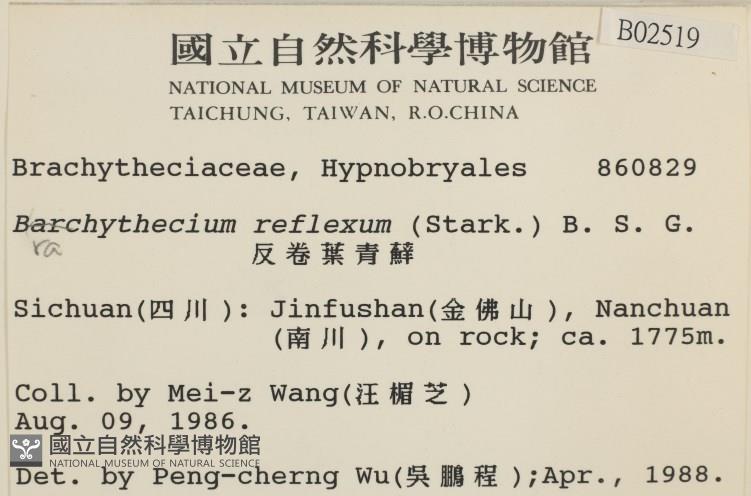 國立自然科學博物館
B02519
NATIONAL MUSEUM OF NATURAL SCIENCE
TAICHUNG, TAIWAN, R.O.CHINA
Brachytheciaceae, Hypnobryales 860829
Barchythecium reflexum (Stark.) B. S. G.
ra
反卷葉青蘚
Sichuan(四川): Jinfushan(金佛山), Nanchuan
(南川), on rock; ca. 1775m.
Coll. by Mei-z Wang(汪楣芝)
Aug. 09, 1986.
國立自然科學博物館
NATIONAL MUSEUM OF NATURAL SCIENCE
Det. by Peng-cherng Wu(吳鵬程);Apr., 1988.